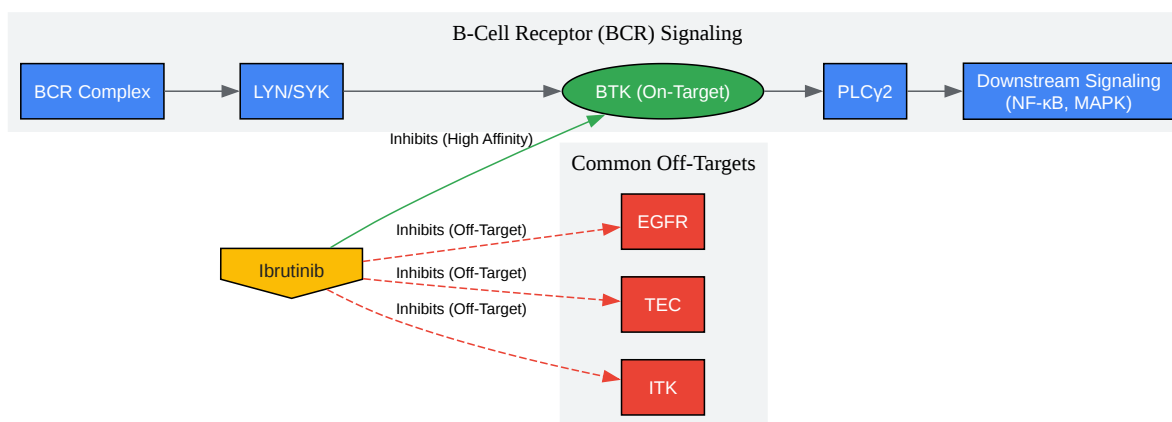 B-Cell Receptor (BCR) Signaling
BCR Complex
LYN/SYK
BTK (On-Target)
PLCγ2
Downstream Signaling
(NF-κB, MAPK)
Inhibits (High Affinity)
Common Off-Targets
Ibrutinib
Inhibits (Off-Target)
EGFR
Inhibits (Off-Target)
TEC
Inhibits (Off-Target)
ITK